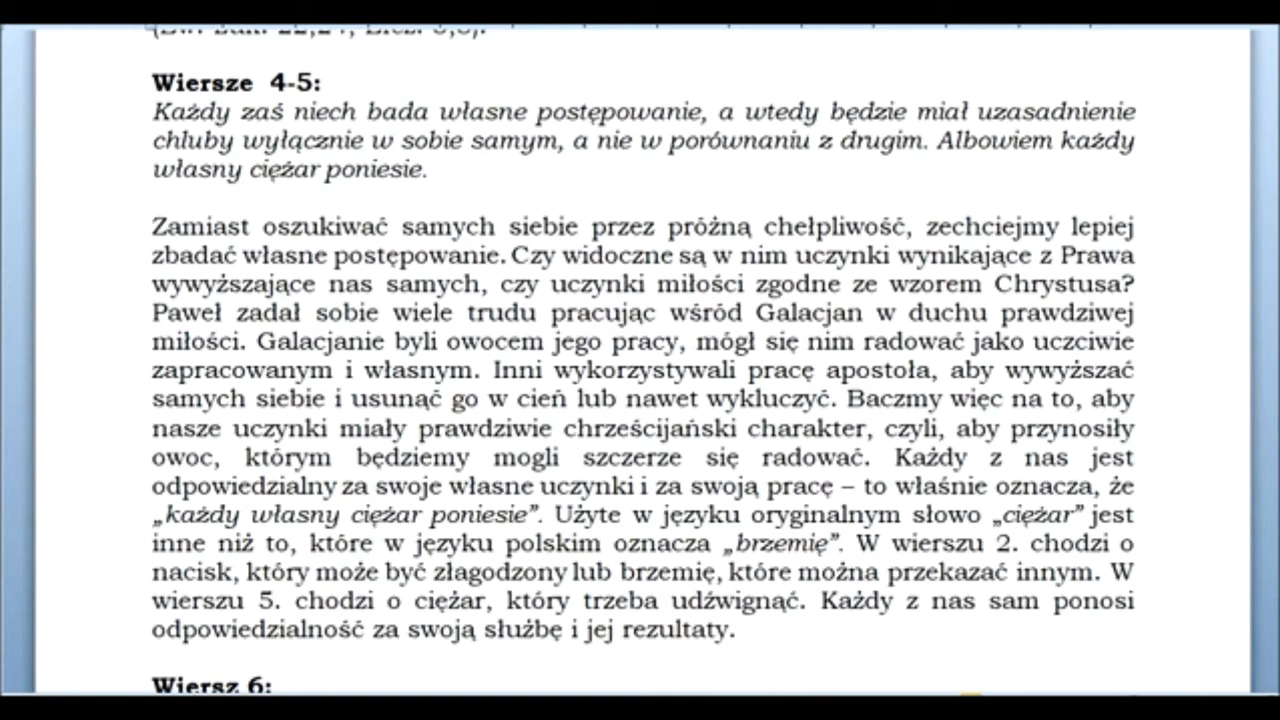 Wiersze 4-5:
Każdy zaś niech bada własne postępowanie, a wtedy będzie miał uzasadnienie
chluby wyłącznie w sobie samym, a nie w porównaniu z drugim. Albowiem każdy
własny ciężar poniesie.
Zamiast oszukiwać samych siebie przez próżną chełpliwość, zechciejmy lepiej
zbadać własne postępowanie. Czy widoczne są w nim uczynki wynikające z Prawa
wywyższające nas samych, czy uczynki miłości zgodne ze wzorem Chrystusa?
Paweł zadał sobie wiele trudu pracując wśród Galacjan w duchu prawdziwej
miłości. Galacjanie byli owocem jego pracy, mógł się nim radować jako uczciwie
zapracowanym i własnym. Inni wykorzystywali pracę apostoła, aby wywyższać
samych siebie i usunąć go w cień lub nawet wykluczyć. Baczmy więc na to, aby
nasze uczynki miały prawdziwie chrześcijański charakter, czyli, aby przynosiły
owoc, którym będziemy mogli szczerze się radować. Każdy z nas jest
odpowiedzialny za swoje własne uczynki i za swoją pracę – to właśnie oznacza, że
„każdy własny ciężar poniesie”. Użyte w języku oryginalnym słowo „ciężar” jest
inne niż to, które w języku polskim oznacza „brzemię”. W wierszu 2. chodzi o
nacisk, który może być złagodzony lub brzemię, które można przekazać innym. W
wierszu 5. chodzi o ciężar, który trzeba udźwignąć. Każdy z nas sam ponosi
odpowiedzialność za swoją służbę i jej rezultaty.
Wiersz 6: